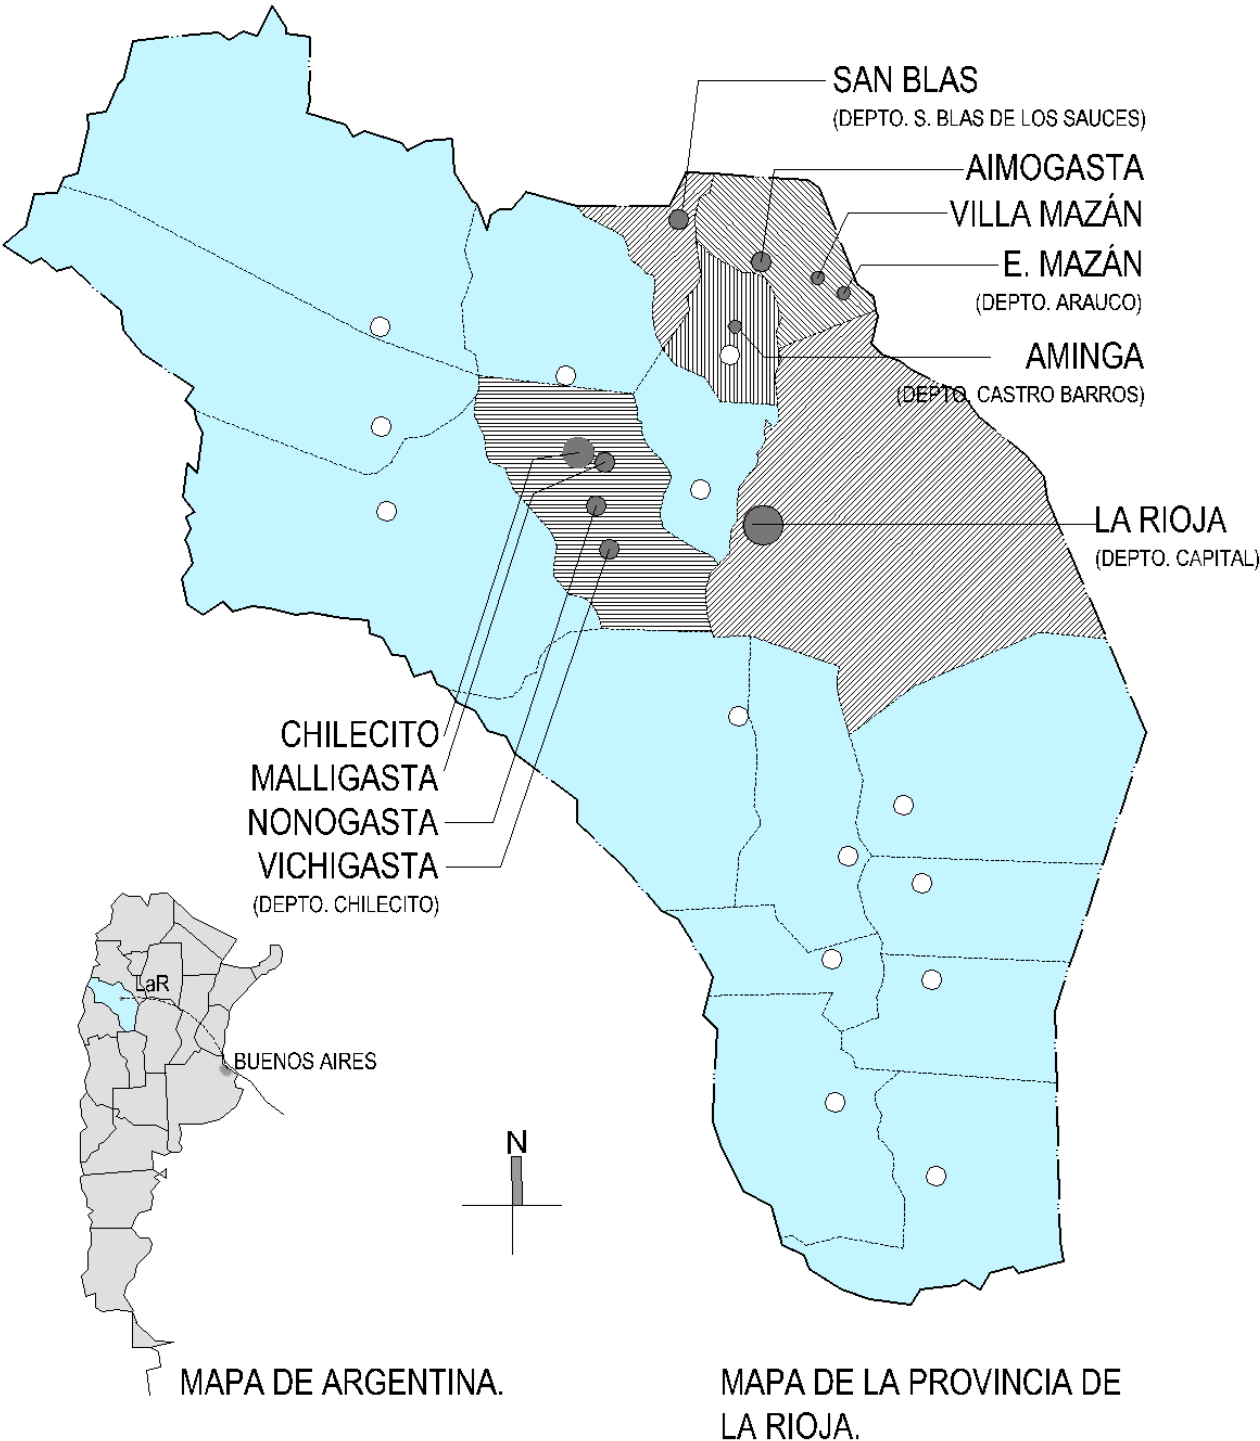 SAN BLAS
(DEPTO. S. BLAS DE LOS SAUCES)
AIMOGASTA
VILLA MAZÁN
E. MAZÁN
(DEPTO. ARAUCO)
AMINGA
(DEPTO. CASTRO BARROS)
LA RIOJA
(DEPTO. CAPITAL)
CHILECITO
MALLIGASTA
NONOGASTA
VICHIGASTA
(DEPTO. CHILECITO)
LaR
BUENOS AIRES
N
MAPA DE ARGENTINA.
MAPA DE LA PROVINCIA DE
LA RIOJA.